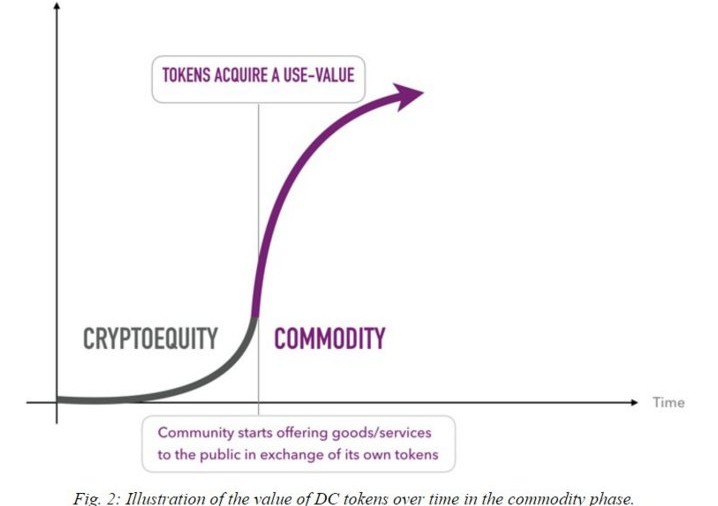 TOKENS ACQUIRE A USE-VALUE
CRYPTOEQUITY
COMMODITY
Time
Community starts offering goods/services
to the public in exchange of its own tokens
Fig. 2: Illustration of the value of DC tokens over time in the commodity phase.